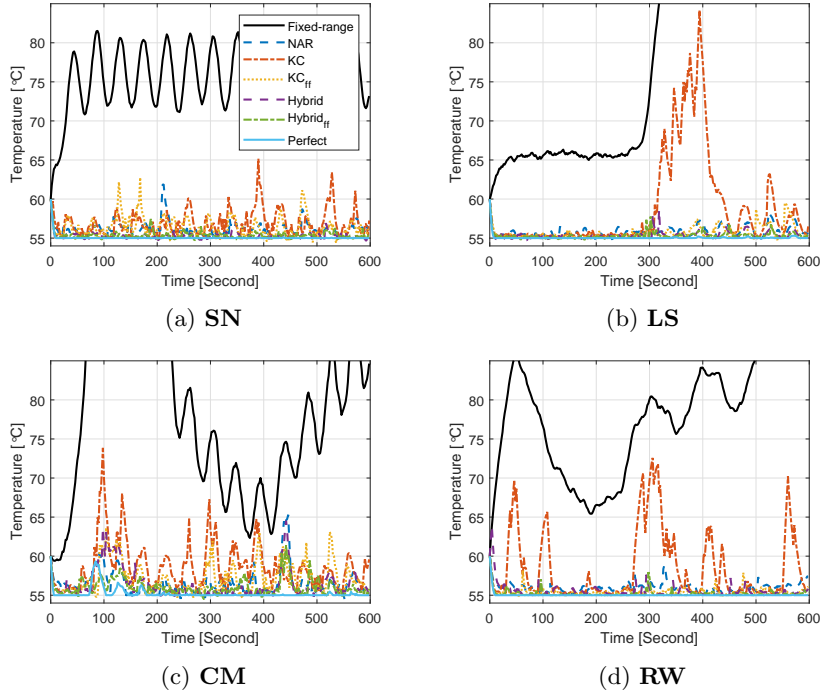 Temperature [°C]
80
75
70
65
60
55
0 100 200 300 400 500 600
Time [Second]
Fixed-range
NAR
KC
KCff
Hybrid
Hybridff
Perfect
(a) SN
Temperature [°C]
80
75
70
65
60
55
0 100 200 300 400 500 600
Time [Second]
(b) LS
Temperature [°C]
80
75
70
65
60
55
0 100 200 300 400 500 600
Time [Second]
(c) CM
Temperature [°C]
80
75
70
65
60
55
0 100 200 300 400 500 600
Time [Second]
(d) RW